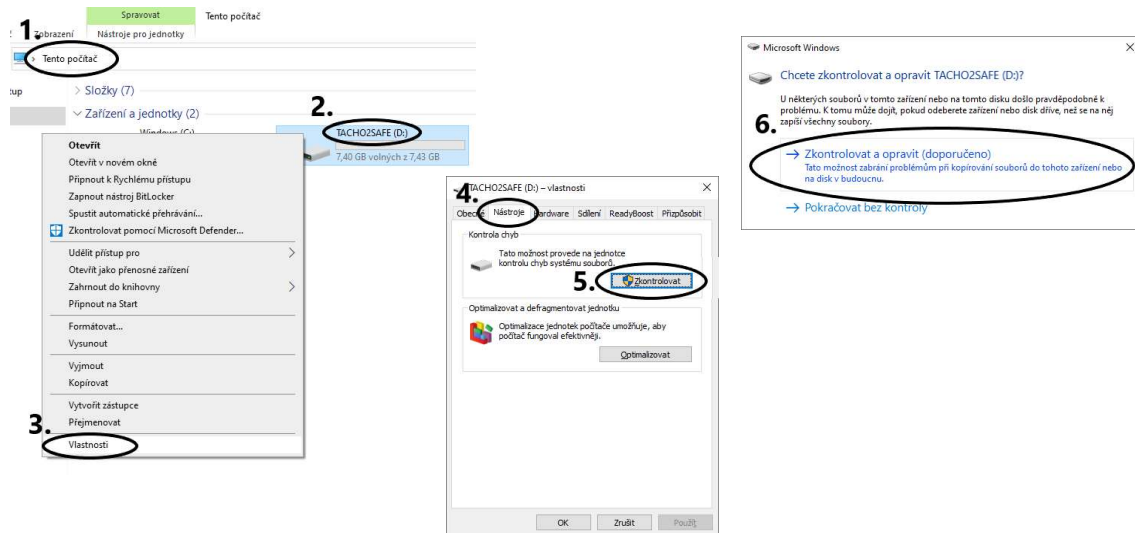 Spravovat
Tento počítač
1.
Zobrazení
Nástroje pro jednotky
› Tento počítač
tup
Složky (7)
Zařízení a jednotky (2)
2.
Windows (C:)
TACHO2SAFE (D:)
7,40 GB volných z 7,43 GB
Otevřít
Otevřít v novém okně
Připnout k Rychlému přístupu
Zapnout nástroj BitLocker
Spustit automatické přehrávání...
Zkontrolovat pomocí Microsoft Defender...
Udělit přístup pro
Otevřít jako přenosné zařízení
Zahrnout do knihovny
Připnout na Start
Formátovat...
Vysunout
Vyjmout
Kopírovat
Vytvořit zástupce
Přejmenovat
3.
Vlastnosti
TACHO2SAFE (D:) – vlastnosti
4.
Obecné Nástroje Hardware Sdílení ReadyBoost Přizpůsobit
Kontrola chyb
Tato možnost provede na jednotce
kontrolu chyb systému souborů.
5.
Zkontrolovat
Optimalizovat a defragmentovat jednotku
Optimalizace jednotek počítače umožňuje, aby
počítač fungoval efektivněji.
Optimalizovat
OK Zrušit Použít
Microsoft Windows
Chcete zkontrolovat a opravit TACHO2SAFE (D:)?
U některých souborů v tomto zařízení nebo na tomto disku došlo pravděpodobné k
problému. K tomu může dojít, pokud odeberete zařízení nebo disk dříve, než se na něj
zapíší všechny soubory.
6.
Zkontrolovat a opravit (doporučeno)
Tato možnost zabrání problémům při kopírování souborů do tohoto zařízení nebo
na disk v budoucnu.
Pokračovat bez kontroly